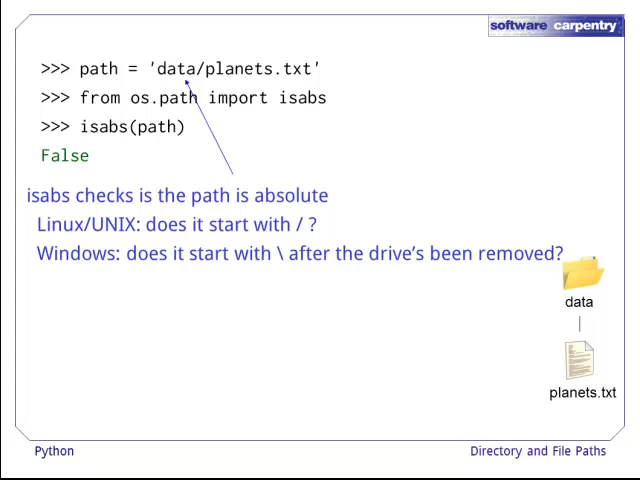 software carpentry
>>> path = 'data/planets.txt'
>>> from os.path import isabs
>>> isabs(path)
False
isabs checks is the path is absolute
Linux/UNIX: does it start with / ?
Windows: does it start with \ after the drive’s been removed?
data
planets.txt
Python
Directory and File Paths